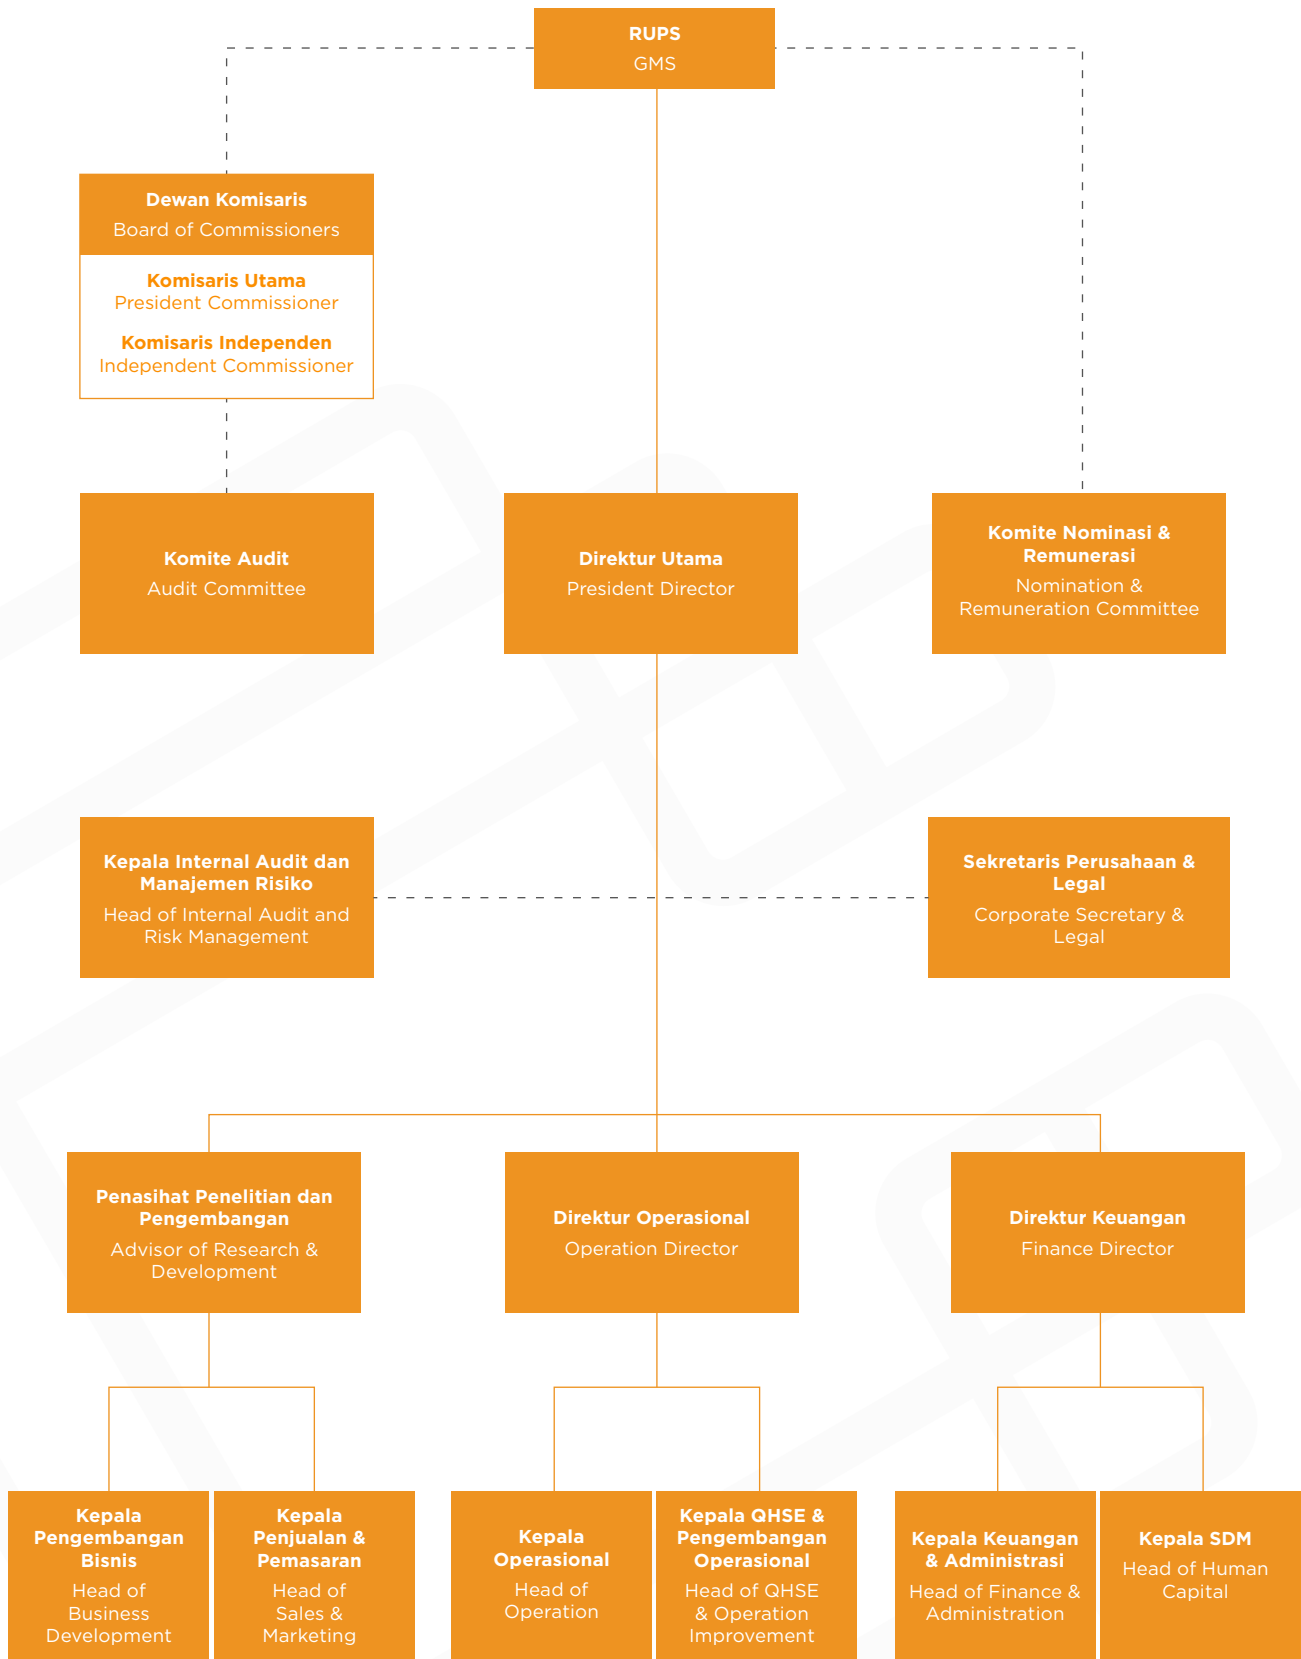 RUPS
GMS
Dewan Komisaris
Board of Commissioners
Komisaris Utama
President Commissioner
Komisaris Independen
Independent Commissioner
Komite Audit
Audit Committee
Direktur Utama
President Director
Komite Nominasi &
Remunerasi
Nomination &
Remuneration Committee
Kepala Internal Audit dan
Manajemen Risiko
Head of Internal Audit and
Risk Management
Sekretaris Perusahaan &
Legal
Corporate Secretary &
Legal
Penasihat Penelitian dan
Pengembangan
Advisor of Research &
Development
Direktur Operasional
Operation Director
Direktur Keuangan
Finance Director
Kepala
Pengembangan
Bisnis
Head of
Business
Development
Kepala
Penjualan &
Pemasaran
Head of
Sales &
Marketing
Kepala
Operasional
Head of
Operation
Kepala QHSE &
Pengembangan
Operasional
Head of QHSE
& Operation
Improvement
Kepala Keuangan
& Administrasi
Head of Finance &
Administration
Kepala SDM
Head of Human
Capital